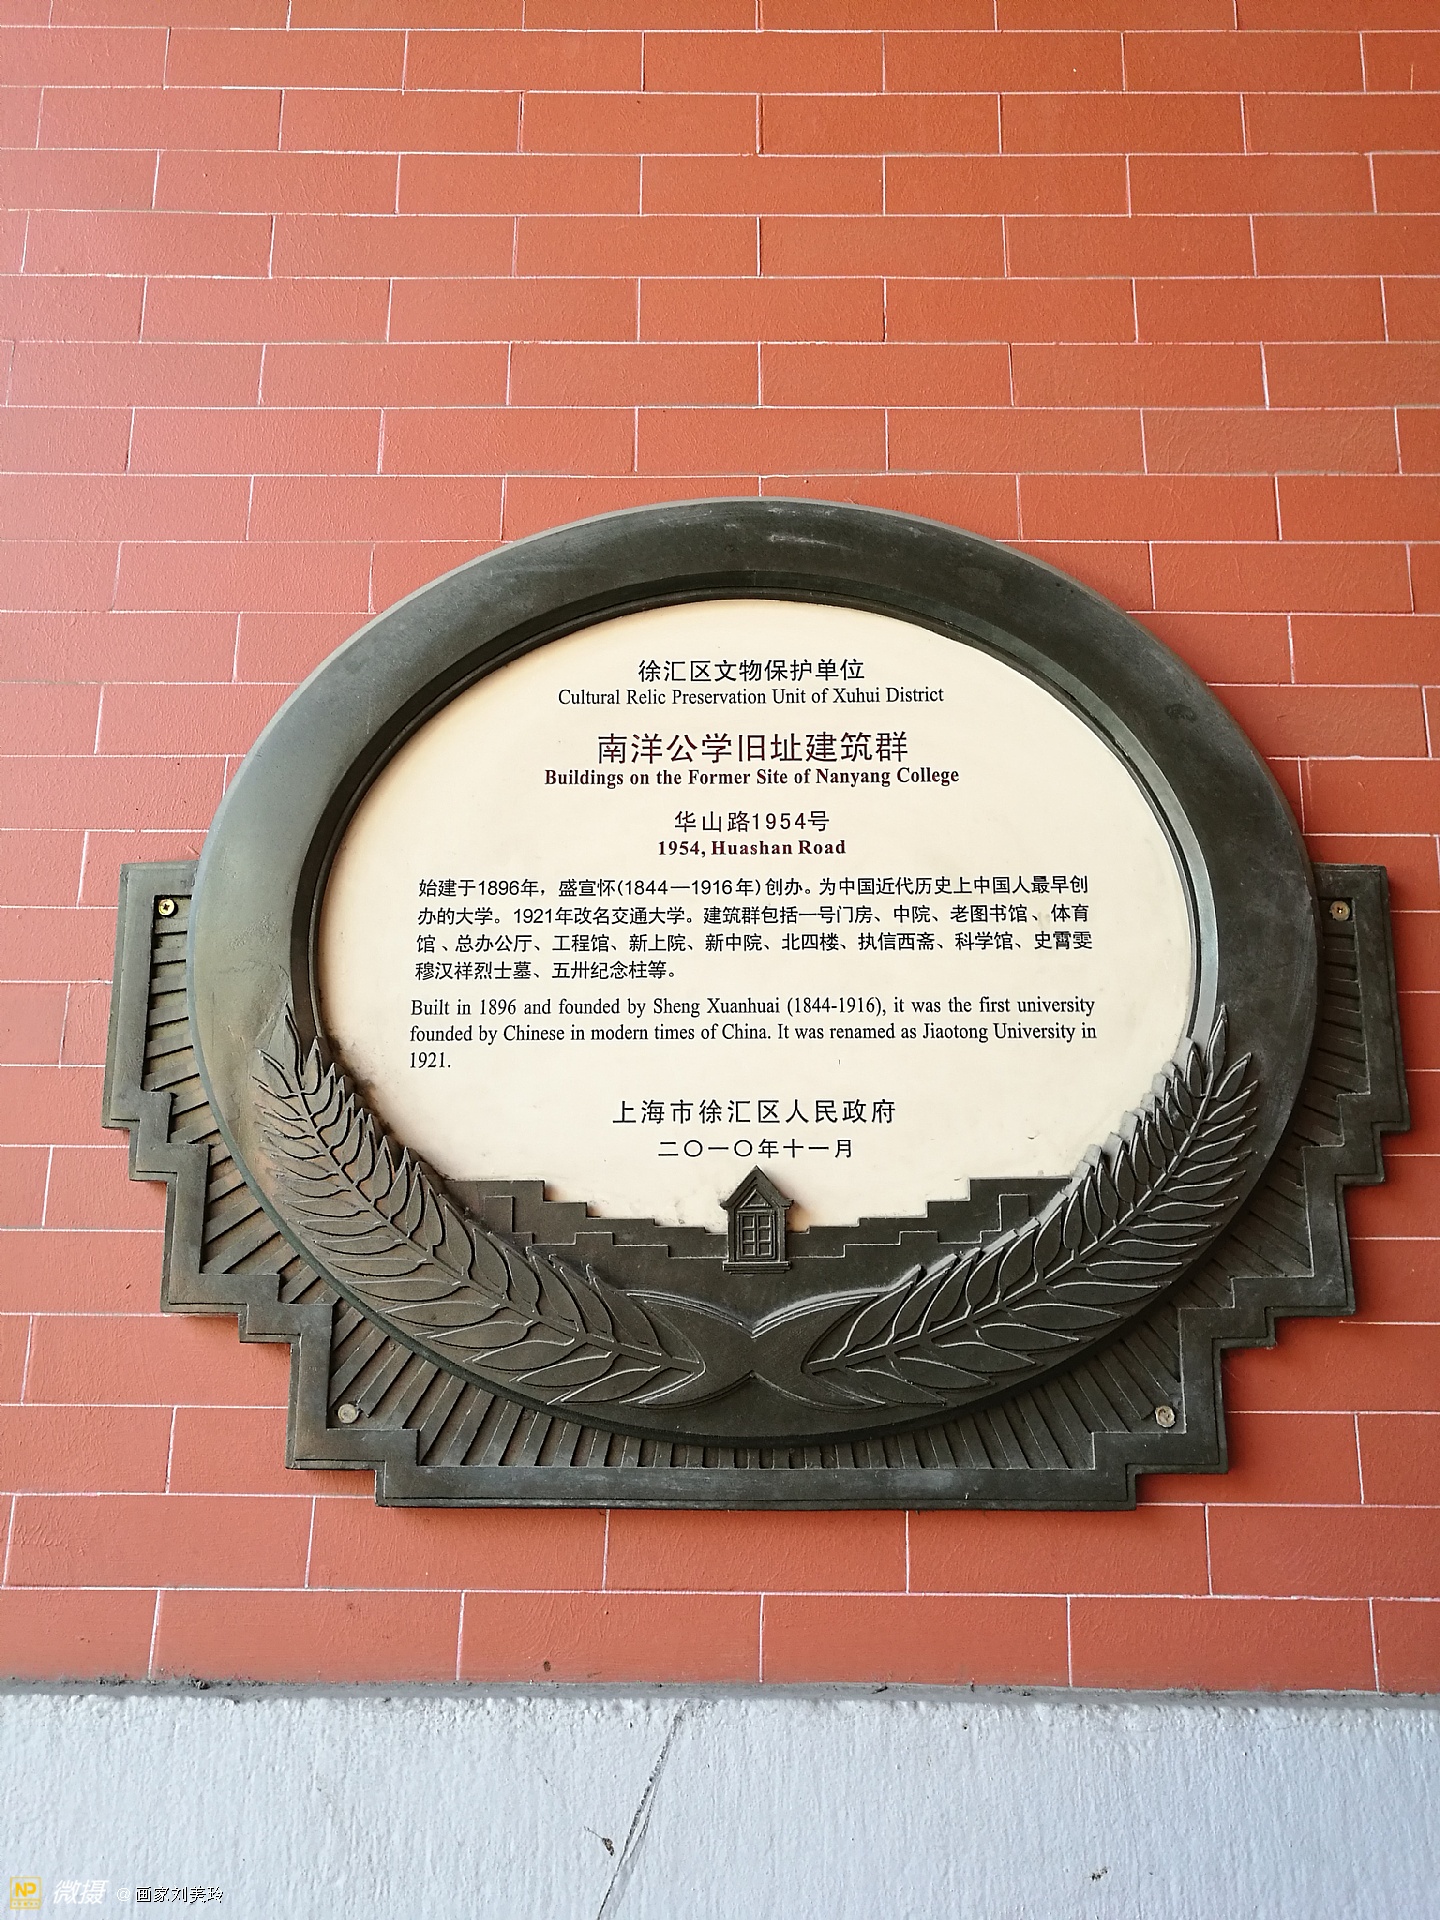 徐汇区文物保护单位
Cultural Relic Preservation Unit of Xuhui District
南洋公学旧址建筑群
Buildings on the Former Site of Nanyang College
华山路1954号
1954, Huashan Road
始建于1896年，盛宣怀(1844—1916年)创办。为中国近代历史上中国人最早创
办的大学。1921年改名交通大学。建筑群包括一号门房、中院、老图书馆、体育
馆、总办公厅、工程馆、新上院、新中院、北四楼、执信西斋、科学馆、史霄雯
穆汉祥烈士墓、五卅纪念柱等。
Built in 1896 and founded by Sheng Xuanhuai (1844-1916), it was the first university
founded by Chinese in modern times of China. It was renamed as Jiaotong University in
1921.
上海市徐汇区人民政府
二〇一〇年十一月
NP 微摄 @画家刘美玲